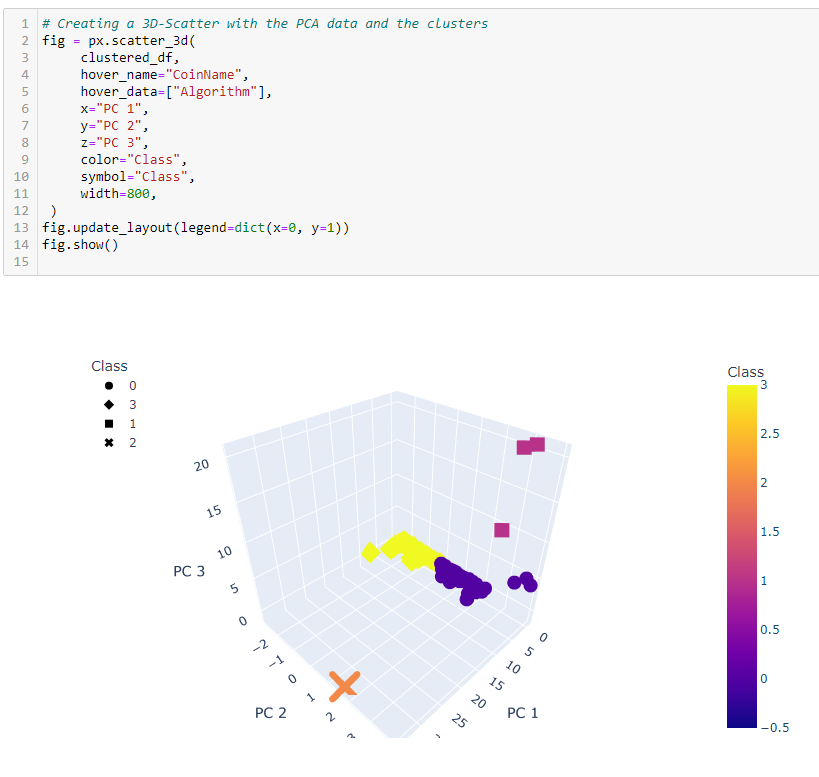 1 # Creating a 3D-Scatter with the PCA data and the clusters
2 fig = px.scatter_3d(
3 clustered_df,
4 hover_name="CoinName",
5 hover_data=["Algorithm"],
6 x="PC 1",
7 y="PC 2",
8 z="PC 3",
9 color="Class",
10 symbol="Class",
11 width=800,
12 )
13 fig.update_layout(legend=dict(x=0, y=1))
14 fig.show()
15
Class
0
3
1
2
20
15
10
5
0
PC 3
−2
−1
0
1
2
PC 2
0
5
10
15
20
25
PC 1
Class
3
2.5
2
1.5
1
0.5
0
−0.5